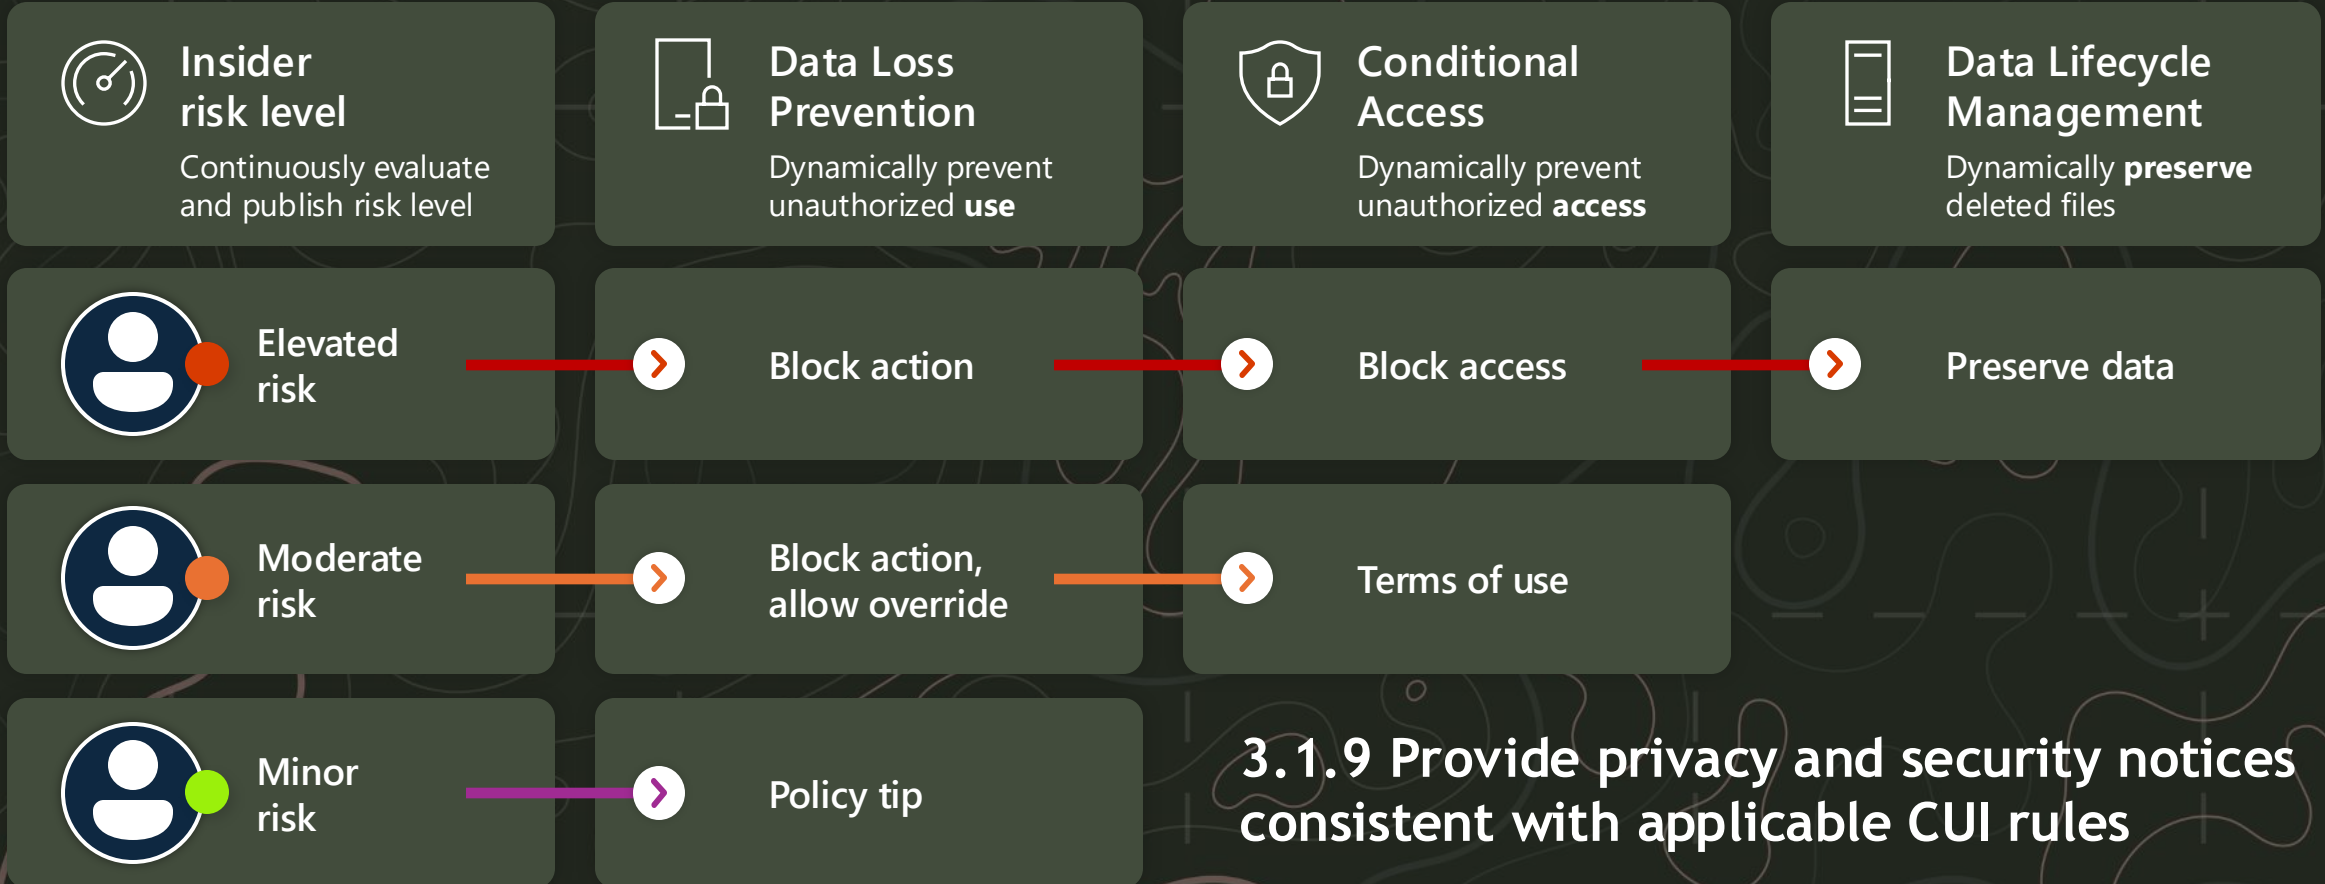 Insider
risk level
Continuously evaluate
and publish risk level
Data Loss
Prevention
Dynamically prevent
unauthorized use
Conditional
Access
Dynamically prevent
unauthorized access
Data Lifecycle
Management
Dynamically preserve
deleted files
Elevated
risk
Block action
Block access
Preserve data
Moderate
risk
Block action,
allow override
Terms of use
Minor
risk
Policy tip
3.1.9 Provide privacy and security notices
consistent with applicable CUI rules